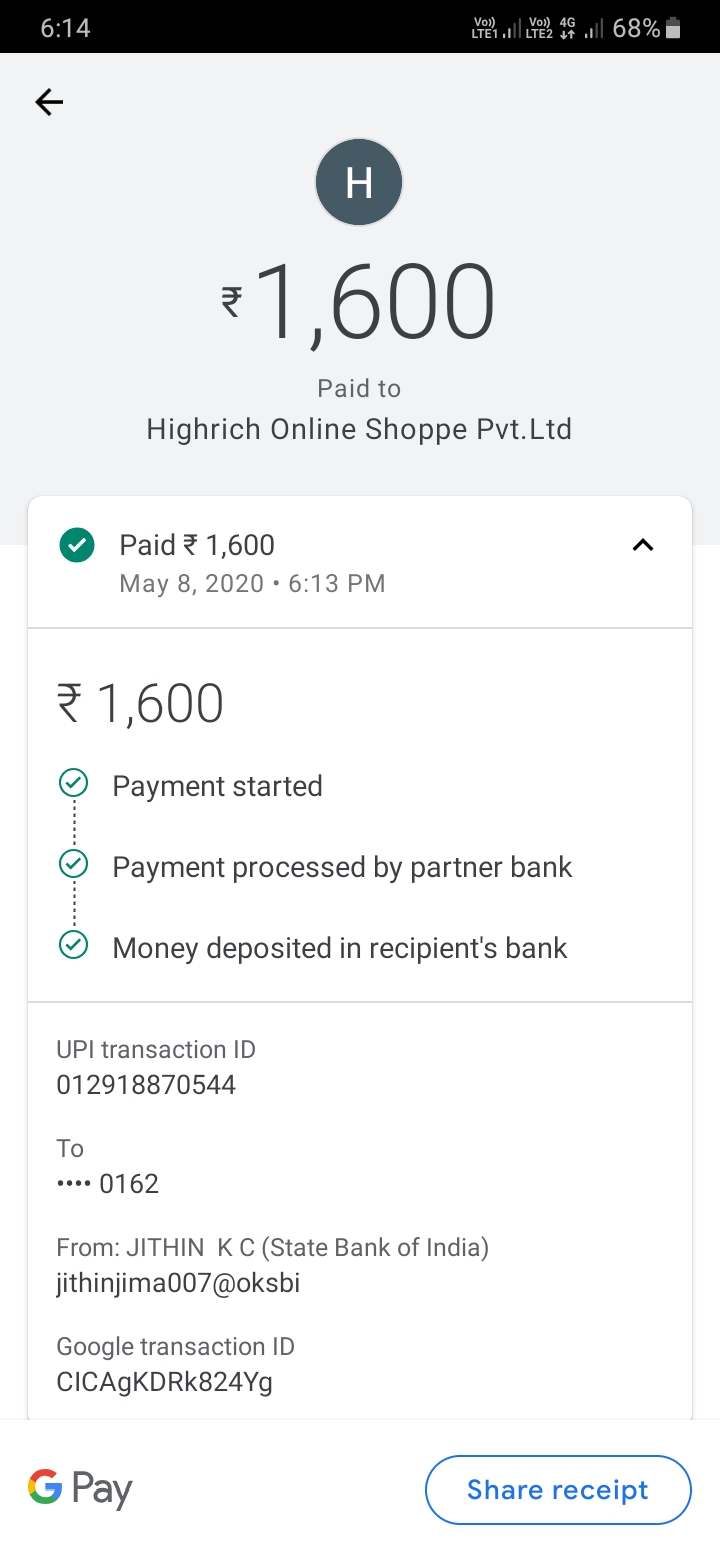 6:14
Vo)) LTE1 Vo)) LTE2 4G 68%
H
₹1,600
Paid to
Highrich Online Shoppe Pvt.Ltd
Paid ₹ 1,600
May 8, 2020 • 6:13 PM
₹ 1,600
Payment started
Payment processed by partner bank
Money deposited in recipient's bank
UPI transaction ID
012918870544
To
•••• 0162
From: JITHIN  K C (State Bank of India)
jithinjima007@oksbi
Google transaction ID
CICAgKDRk824Yg
G Pay
Share receipt